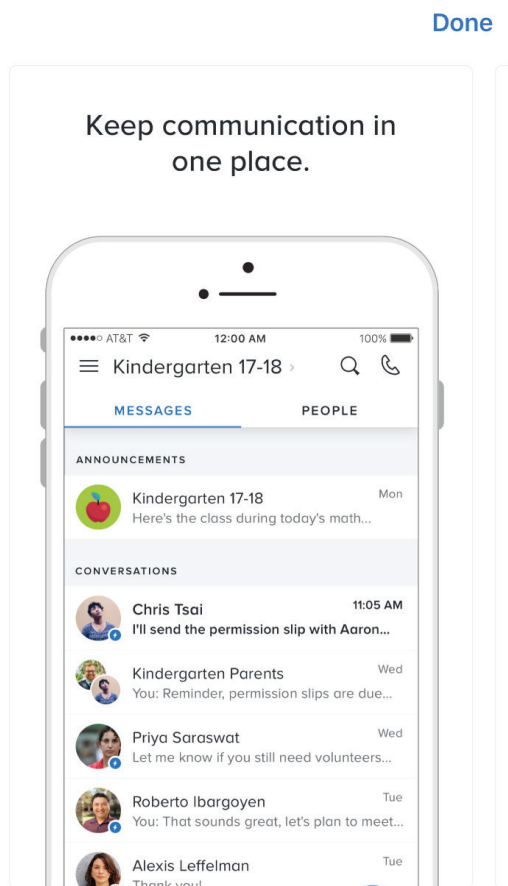 Done
Keep communication in
one place.
AT&T 12:00 AM 100%
Kindergarten 17-18 ›
MESSAGES PEOPLE
ANNOUNCEMENTS
Kindergarten 17-18 Mon
Here's the class during today's math...
CONVERSATIONS
Chris Tsai 11:05 AM
I'll send the permission slip with Aaron...
Kindergarten Parents Wed
You: Reminder, permission slips are due...
Priya Saraswat Wed
Let me know if you still need volunteers...
Roberto Ibargoyen Tue
You: That sounds great, let's plan to meet...
Alexis Leffelman Tue
Thank you!